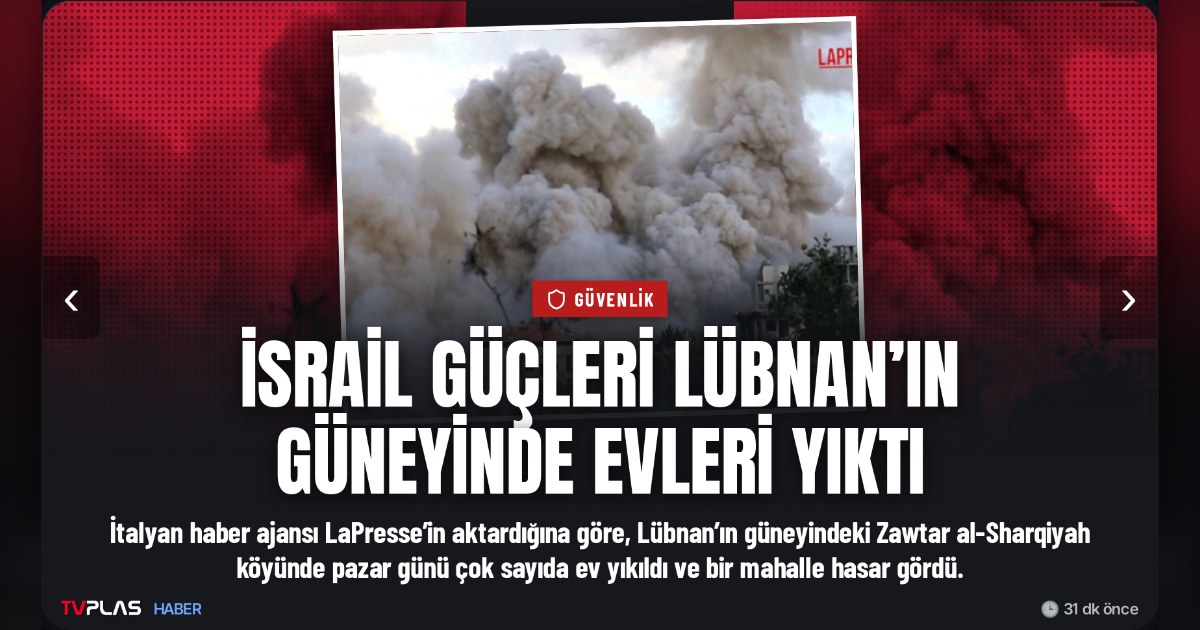 LAPR
GÜVENLİK
İSRAİL GÜÇLERİ LÜBNAN’IN
GÜNEYİNDE EVLERİ YIKTI
İtalyan haber ajansı LaPresse’in aktardığına göre, Lübnan’ın güneyindeki Zawtar al-Sharqiyah
köyünde pazar günü çok sayıda ev yıkıldı ve bir mahalle hasar gördü.
TVPLAS HABER
31 dk önce